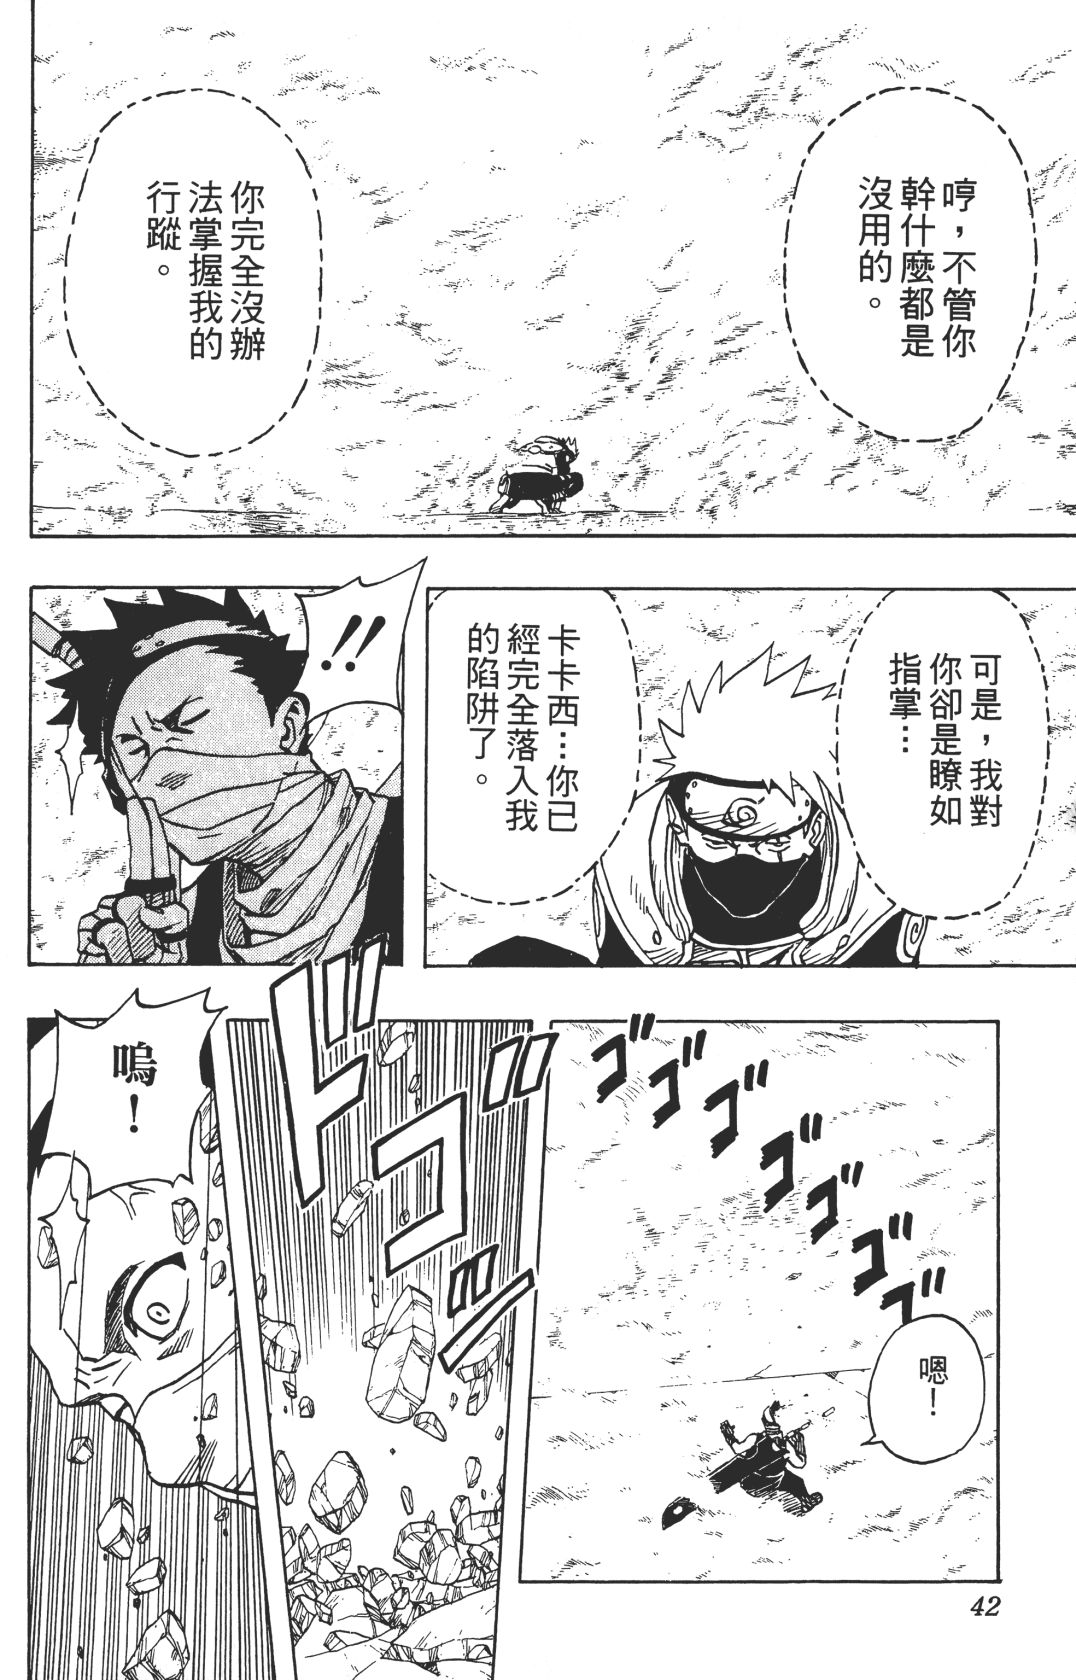 哼，不管你
幹什麼都是
沒用的。
你完全沒辦
法掌握我的
行蹤。
可是，我對
你卻是瞭如
指掌…
卡卡西…你已
經完全落入我
的陷阱了。
!!
ゴゴゴゴゴゴゴ
嗯！
ドゴゴ
嗚！
42